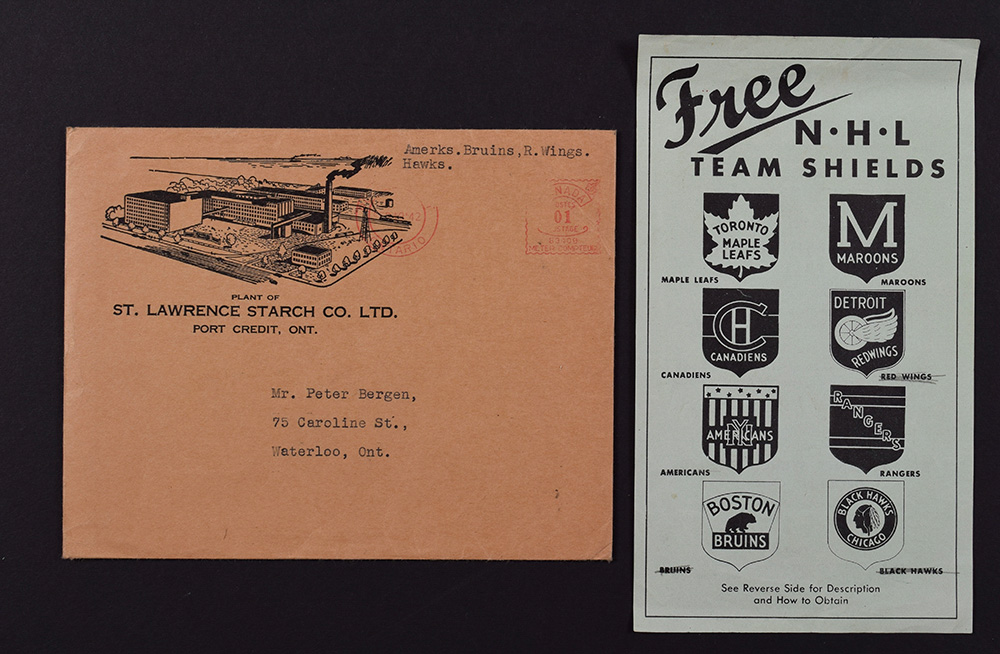 Amerks.Bruins,R.Wings.
Hawks.
01
PLANT OF
ST. LAWRENCE STARCH CO. LTD.
PORT CREDIT, ONT.
Mr. Peter Bergen,
75 Caroline St.,
Waterloo, Ont.
Free
N·H·L
TEAM SHIELDS
TORONTO
MAPLE
LEAFS
MAPLE LEAFS
M
MAROONS
MAROONS
CH
CANADIENS
CANADIENS
DETROIT
REDWINGS
RED WINGS
NY
AMERICANS
AMERICANS
RANGERS
RANGERS
BOSTON
BRUINS
BRUINS
BLACK HAWKS
CHICAGO
BLACK HAWKS
See Reverse Side for Description
and How to Obtain